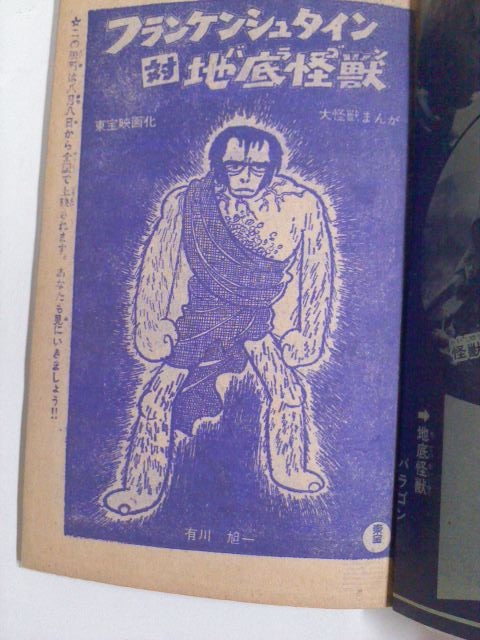 フランケンシュタイン
対地底怪獣
バラゴン
東宝映画化
大怪獣まんが
☆この映画は八月八日から全国で上映されます。あなたも見にいきましょう!!
有川 旭一
東宝
怪獣
➡地底怪獣
バラゴン